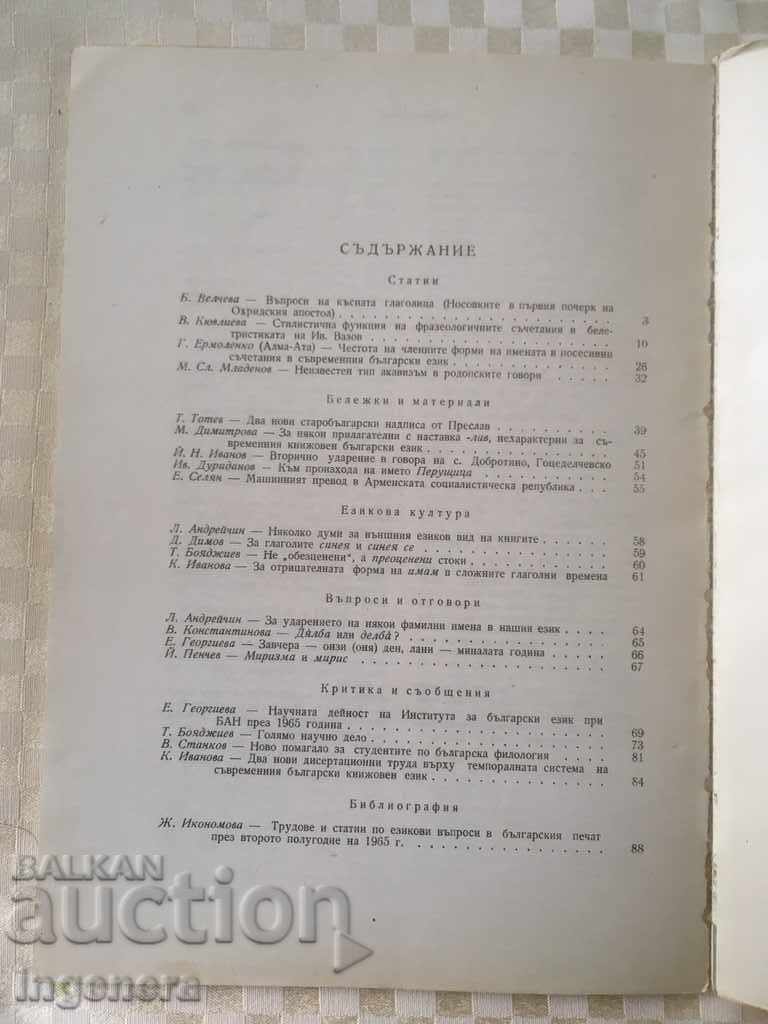 СЪДЪРЖАНИЕ
Статии
Б. Велчева — Въпроси на късната глаголица (Носовките в първия почерк на
Охридския апостол) . . . . . . . . . . . . . . . . . . . 3
В. Кювлиева — Стилистична функция на фразеологичните съчетания в беле-
тристиката на Ив. Вазов . . . . . . . . . . . . . . . . . . 10
Г. Ермоленко (Алма-Ата) — Честота на членните форми на имената в посесивни
съчетания в съвременния български език . . . . . . . . . . . 26
М. Сл. Младенов — Неизвестен тип акавизъм в родопските говори . . . . . 32
Бележки и материали
Т. Тотев — Два нови старобългарски надписа от Преслав . . . . . . . . . 39
М. Димитрова — За някои прилагателни с наставка -лив, нехарактерни за съ-
временния книжовен български език . . . . . . . . . . . . . . 45
Й. Н. Иванов — Вторично ударение в говора на с. Добротино, Гоцеделчевско 51
Ив. Дуриданов — Към произхода на името Перущица . . . . . . . . . . . 54
Е. Селян — Машинният превод в Арменската социалистическа република . . . 55
Езикова култура
Л. Андрейчин — Няколко думи за външния езиков вид на книгите . . . . . . 58
Д. Димов — За глаголите синея и синея се . . . . . . . . . . . . . . . 59
Т. Бояджиев — Не „обезценени“, а преоценени стоки . . . . . . . . . . . 60
К. Иванова — За отрицателната форма на имам в сложните глаголни времена 61
Въпроси и отговори
Л. Андрейчин — За ударението на някои фамилни имена в нашия език . . . . 64
В. Константинова — Дя̀лба или делба̀? . . . . . . . . . . . . . . . . . 65
Е. Георгиева — Завчера — онзи (оня) ден, лани — миналата година . . . . . 66
Й. Пенчев — Миризма и мирис . . . . . . . . . . . . . . . . . . . . 67
Критика и съобщения
Е. Георгиева — Научната дейност на Института за български език при
БАН през 1965 година . . . . . . . . . . . . . . . . . . . 69
Т. Бояджиев — Голямо научно дело . . . . . . . . . . . . . . . . . . 73
В. Станков — Ново помагало за студентите по българска филология . . . . . 81
К. Иванова — Два нови дисертационни труда върху темпоралната система на
съвременния български книжовен език . . . . . . . . . . . . . 84
Библиография
Ж. Икономова — Трудове и статии по езикови въпроси в българския печат
през второто полугодие на 1965 г. . . . . . . . . . . . . . . 88
BALKAN
auction
ingenera